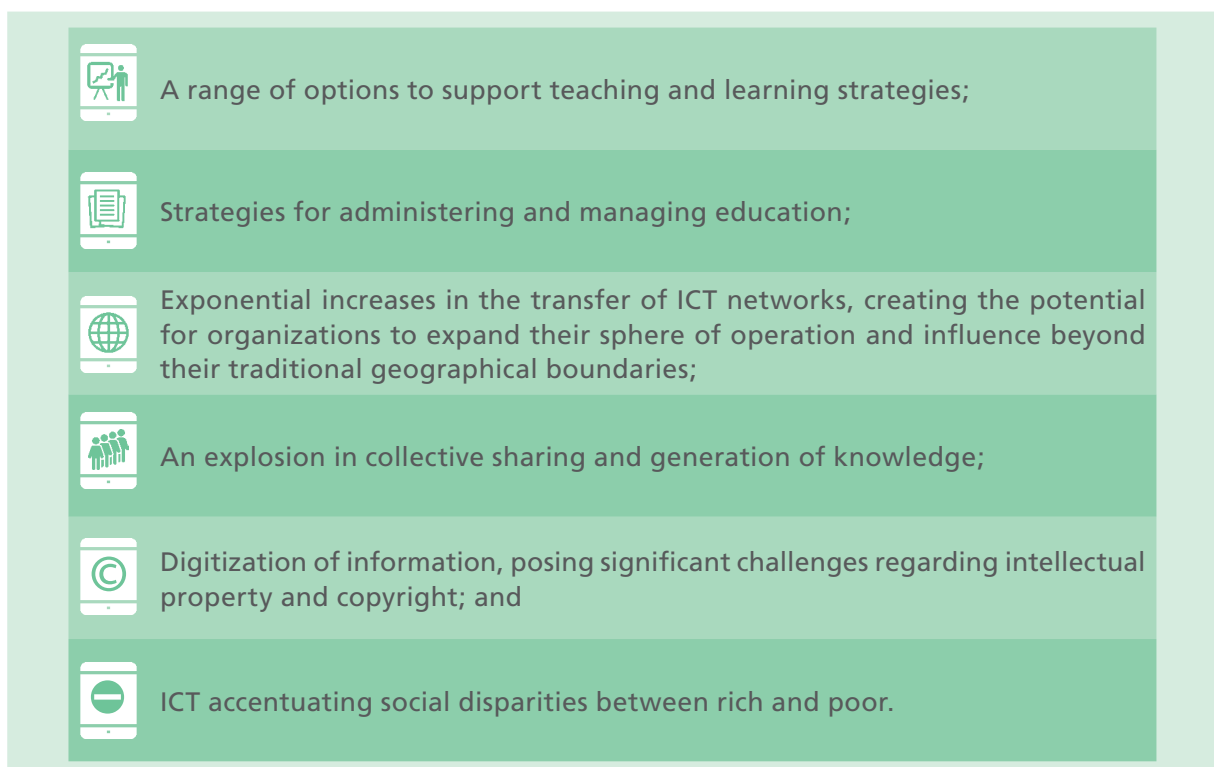 A range of options to support teaching and learning strategies;
Strategies for administering and managing education;
Exponential increases in the transfer of ICT networks, creating the potential
for organizations to expand their sphere of operation and influence beyond
their traditional geographical boundaries;
An explosion in collective sharing and generation of knowledge;
©
Digitization of information, posing significant challenges regarding intellectual
property and copyright; and
ICT accentuating social disparities between rich and poor.